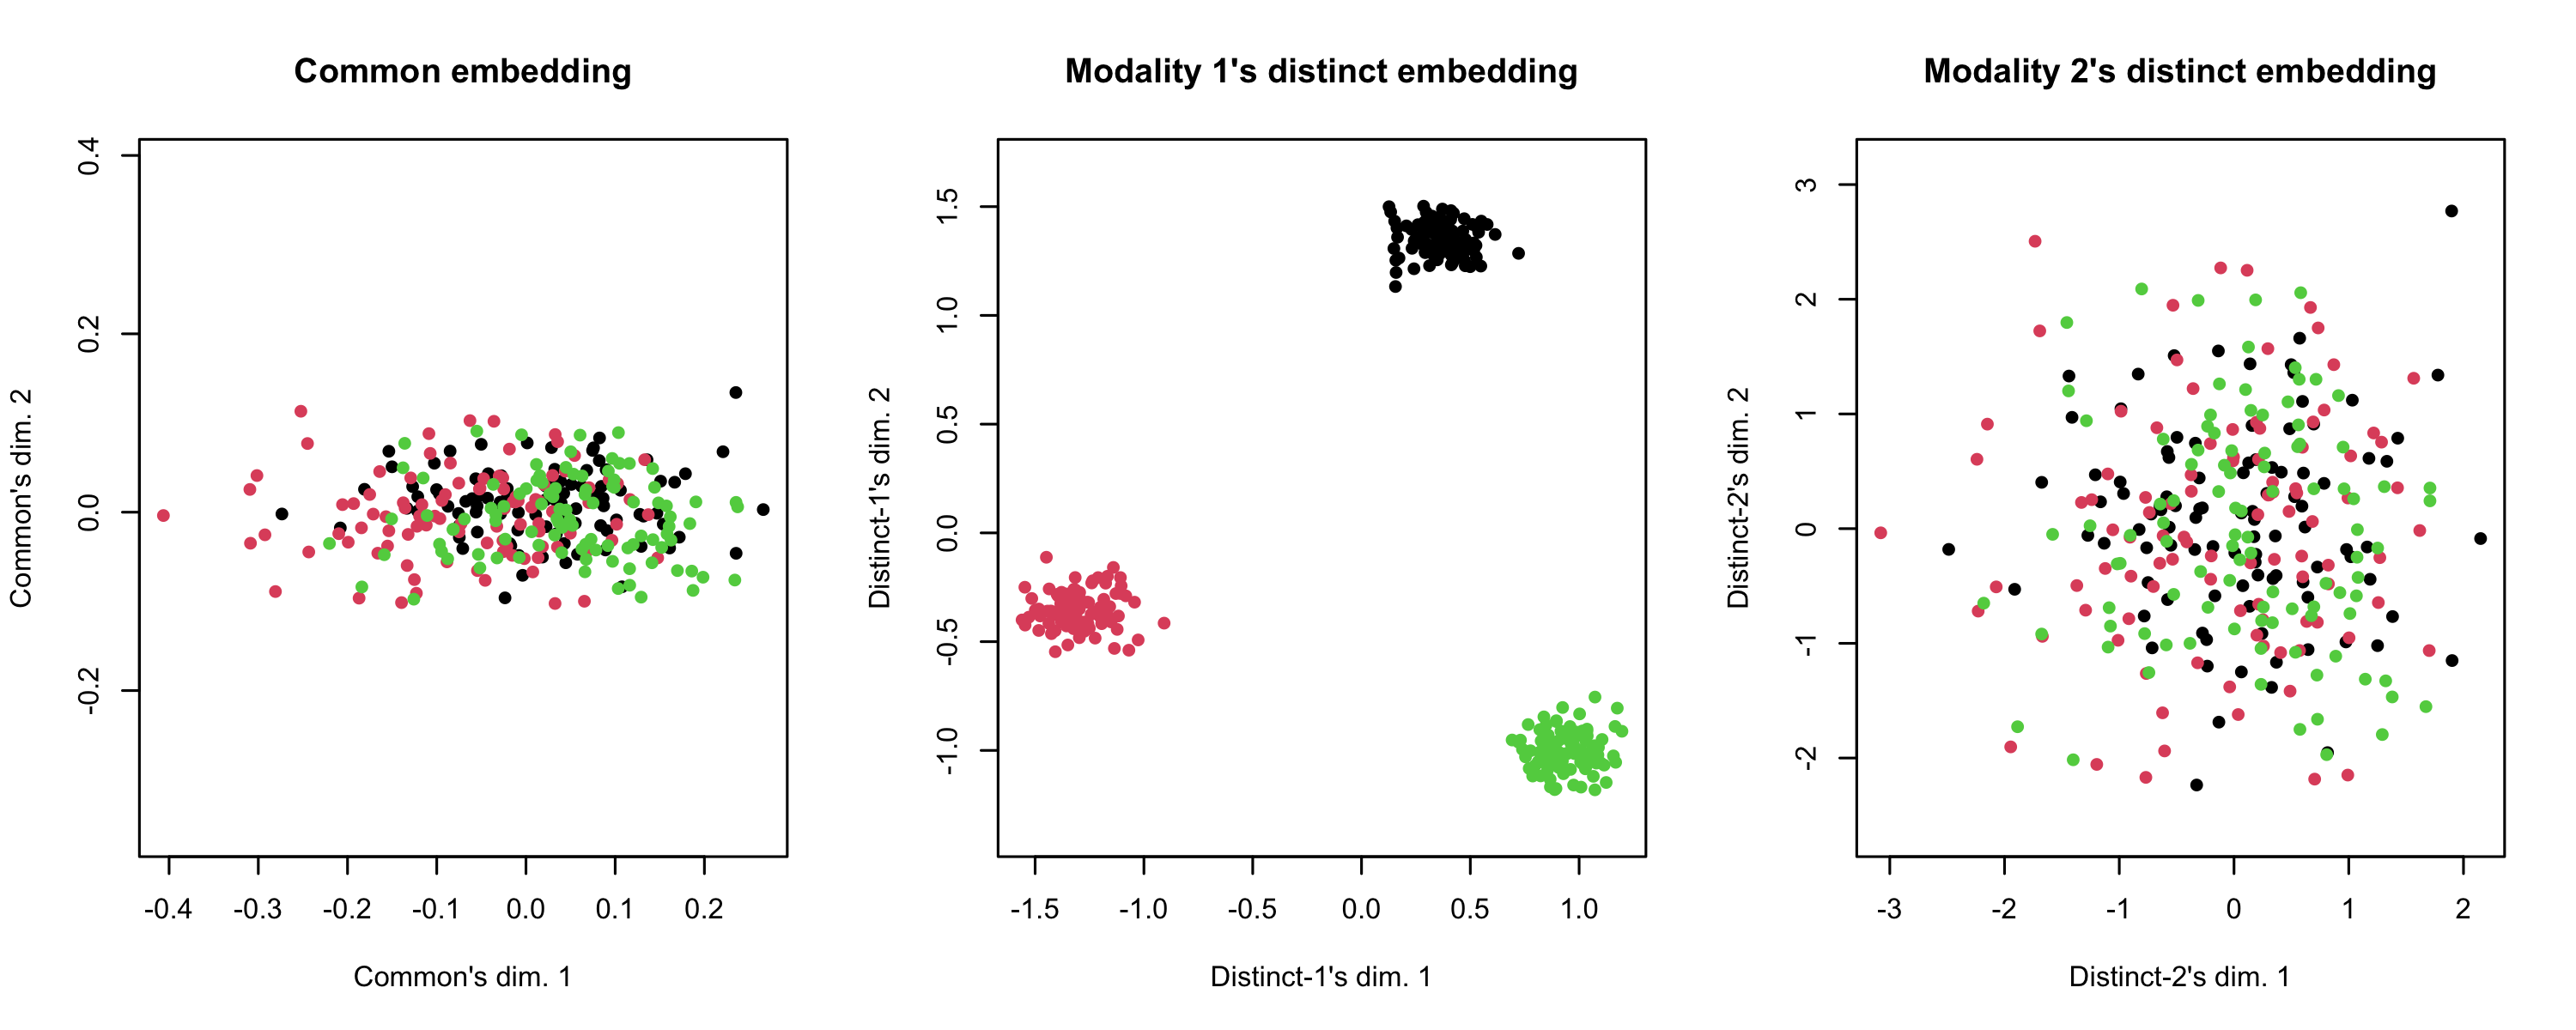 Common embedding
0.4
0.2
0.0
-0.2
Common's dim. 2
-0.4 -0.3 -0.2 -0.1 0.0 0.1 0.2
Common's dim. 1
Modality 1's distinct embedding
1.5
1.0
0.5
0.0
-0.5
-1.0
Distinct-1's dim. 2
-1.5 -1.0 -0.5 0.0 0.5 1.0
Distinct-1's dim. 1
Modality 2's distinct embedding
3
2
1
0
-1
-2
Distinct-2's dim. 2
-3 -2 -1 0 1 2
Distinct-2's dim. 1